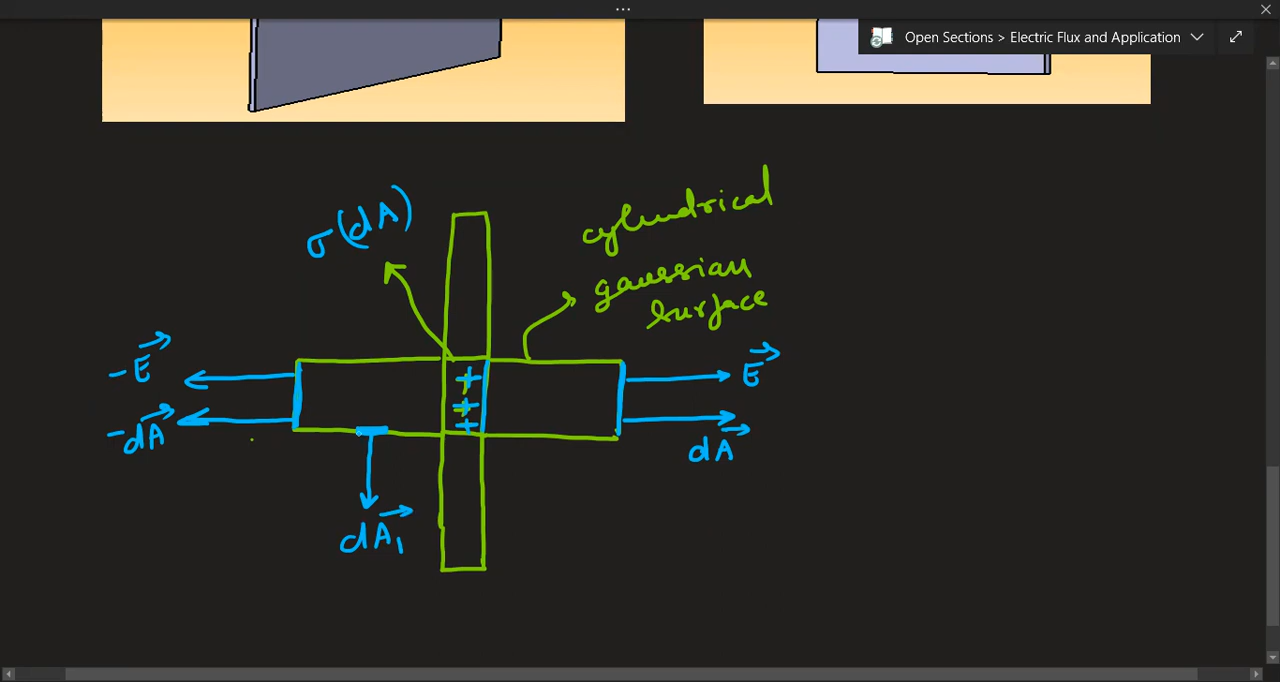 ...
Open Sections > Electric Flux and Application
σ(dA)
cylindrical
gaussian
surface
-E⃗
-dA⃗
E⃗
dA⃗
+
+
+
dA⃗₁